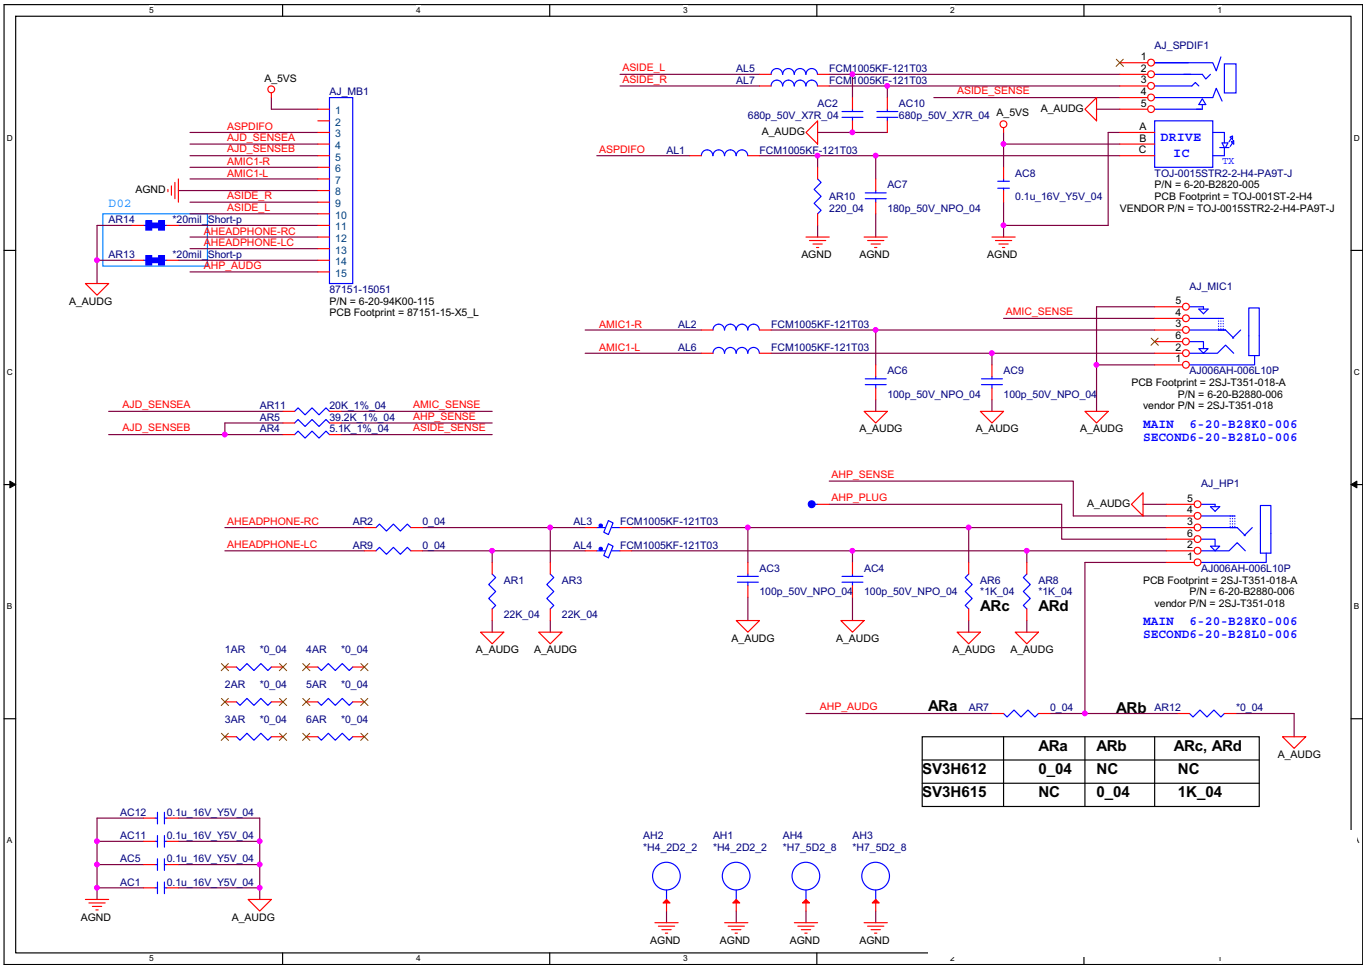 5 4 3 2 1
D
C
B
A
A_5VS
AJ_MB1
1
2
3
4
5
6
7
8
9
10
11
12
13
14
15
ASPDIFO
AJD_SENSEA
AJD_SENSEB
AMIC1-R
AMIC1-L
AGND
ASIDE_R
ASIDE_L
D02
AR14 *20mil_Short-p
AHEADPHONE-RC
AHEADPHONE-LC
AR13 *20mil_Short-p
AHP_AUDG
A_AUDG
87151-15051
P/N = 6-20-94K00-115
PCB Footprint = 87151-15-X5_L
AJ_SPDIF1
ASIDE_L AL5 FCM1005KF-121T03
ASIDE_R AL7 FCM1005KF-121T03
ASIDE_SENSE
1
2
3
4
5
AC2
680p_50V_X7R_04
AC10
680p_50V_X7R_04
A_AUDG
A_AUDG
A_5VS
ASPDIFO AL1 FCM1005KF-121T03
A
B
C
DRIVE
IC
TX
AR10
220_04
AC7
180p_50V_NPO_04
AC8
0.1u_16V_Y5V_04
AGND
AGND
AGND
TOJ-0015STR2-2-H4-PA9T-J
P/N = 6-20-B2820-005
PCB Footprint = TOJ-001ST-2-H4
VENDOR P/N = TOJ-0015STR2-2-H4-PA9T-J
AJ_MIC1
AMIC_SENSE
AMIC1-R AL2 FCM1005KF-121T03
AMIC1-L AL6 FCM1005KF-121T03
5
4
3
6
2
1
AC6
100p_50V_NPO_04
AC9
100p_50V_NPO_04
A_AUDG
A_AUDG
A_AUDG
AJ006AH-006L10P
PCB Footprint = 2SJ-T351-018-A
P/N = 6-20-B2880-006
vendor P/N = 2SJ-T351-018
MAIN 6-20-B28K0-006
SECOND6-20-B28L0-006
AJD_SENSEA AR11 20K_1%_04 AMIC_SENSE
AR5 39.2K_1%_04 AHP_SENSE
AJD_SENSEB AR4 5.1K_1%_04 ASIDE_SENSE
AHP_SENSE
AHP_PLUG
A_AUDG
AJ_HP1
5
4
3
6
2
1
AHEADPHONE-RC AR2 0_04 AL3 FCM1005KF-121T03
AHEADPHONE-LC AR9 0_04 AL4 FCM1005KF-121T03
AR1
22K_04
AR3
22K_04
AC3
100p_50V_NPO_04
AC4
100p_50V_NPO_04
AR6
*1K_04
ARc
AR8
*1K_04
ARd
A_AUDG
A_AUDG
A_AUDG
A_AUDG
A_AUDG
A_AUDG
AJ006AH-006L10P
PCB Footprint = 2SJ-T351-018-A
P/N = 6-20-B2880-006
vendor P/N = 2SJ-T351-018
MAIN 6-20-B28K0-006
SECOND6-20-B28L0-006
1AR *0_04 4AR *0_04
2AR *0_04 5AR *0_04
3AR *0_04 6AR *0_04
AHP_AUDG ARa AR7 0_04 ARb AR12 *0_04
A_AUDG
ARa ARb ARc, ARd
SV3H612 0_04 NC NC
SV3H615 NC 0_04 1K_04
AC12 0.1u_16V_Y5V_04
AC11 0.1u_16V_Y5V_04
AC5 0.1u_16V_Y5V_04
AC1 0.1u_16V_Y5V_04
AGND
A_AUDG
AH2
*H4_2D2_2
AH1
*H4_2D2_2
AH4
*H7_5D2_8
AH3
*H7_5D2_8
AGND
AGND
AGND
AGND
D
C
B
5 4 3